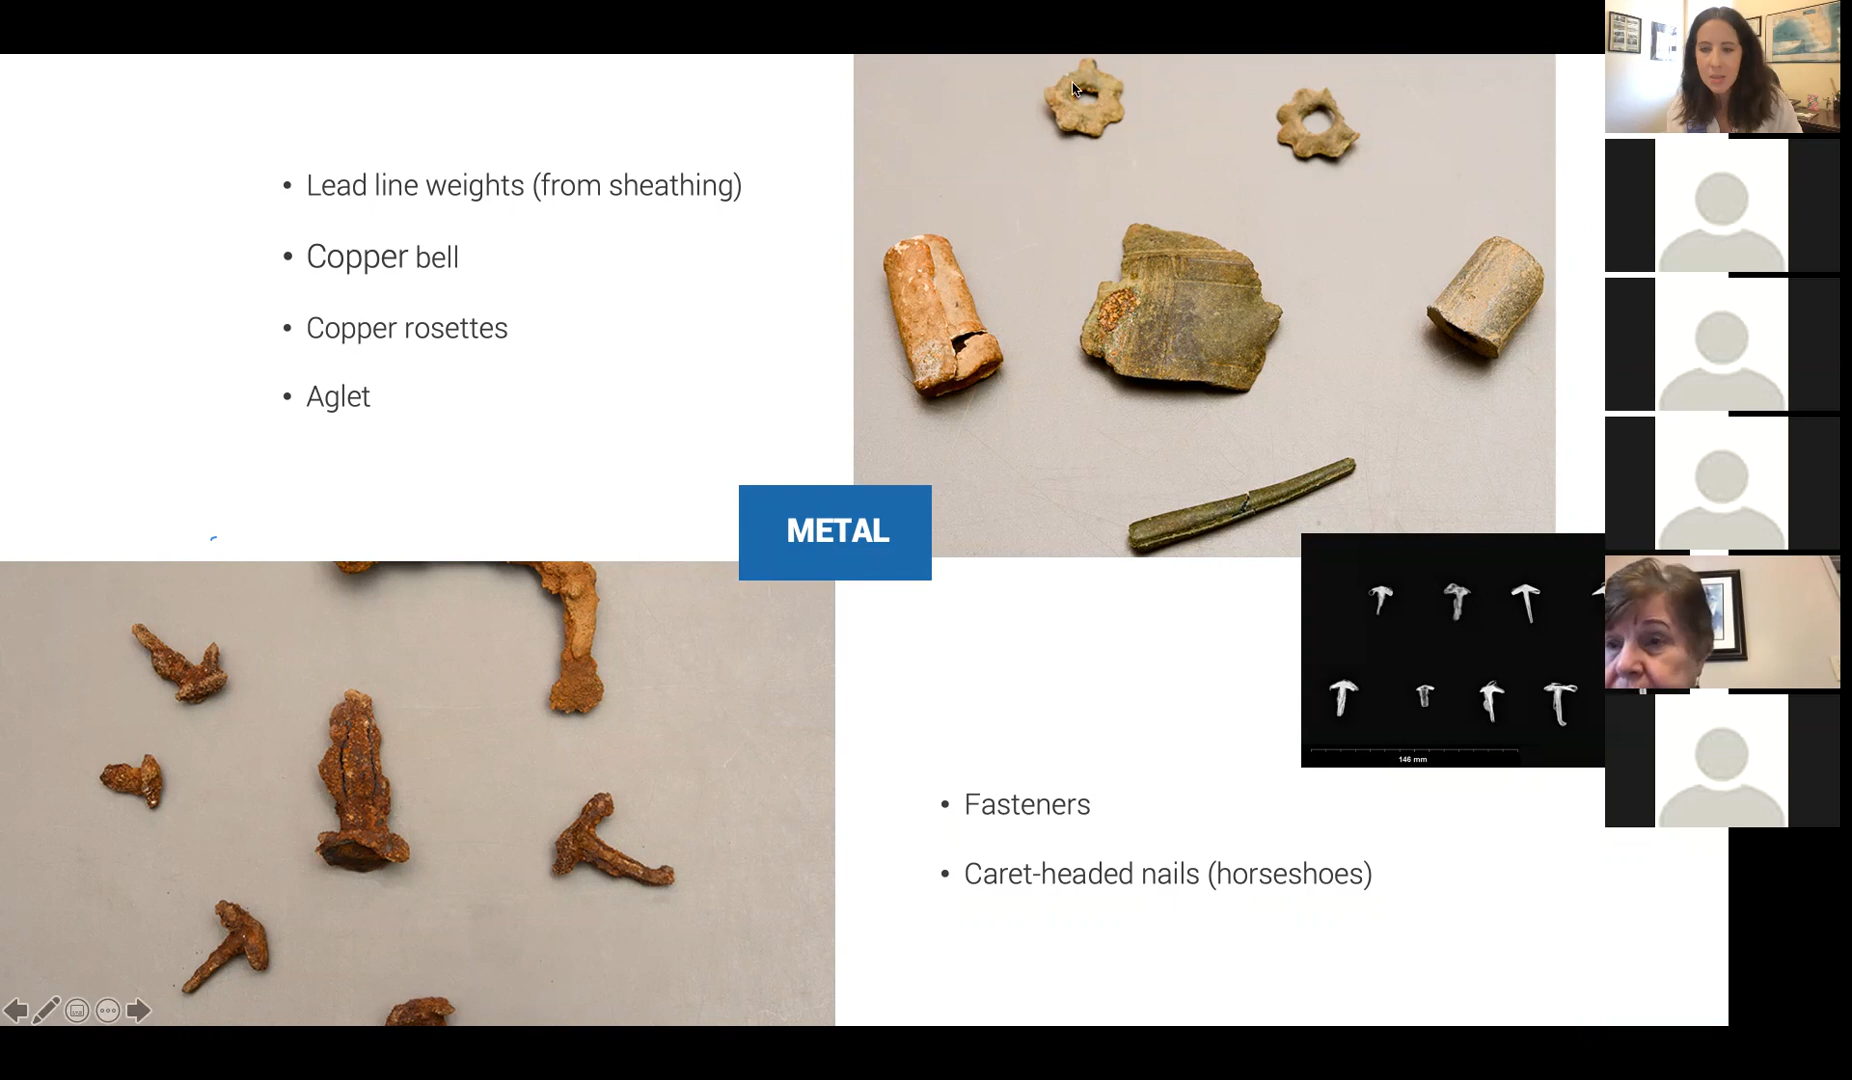 Lead line weights (from sheathing)
Copper bell
Copper rosettes
Aglet
METAL
146 mm
Fasteners
Caret-headed nails (horseshoes)